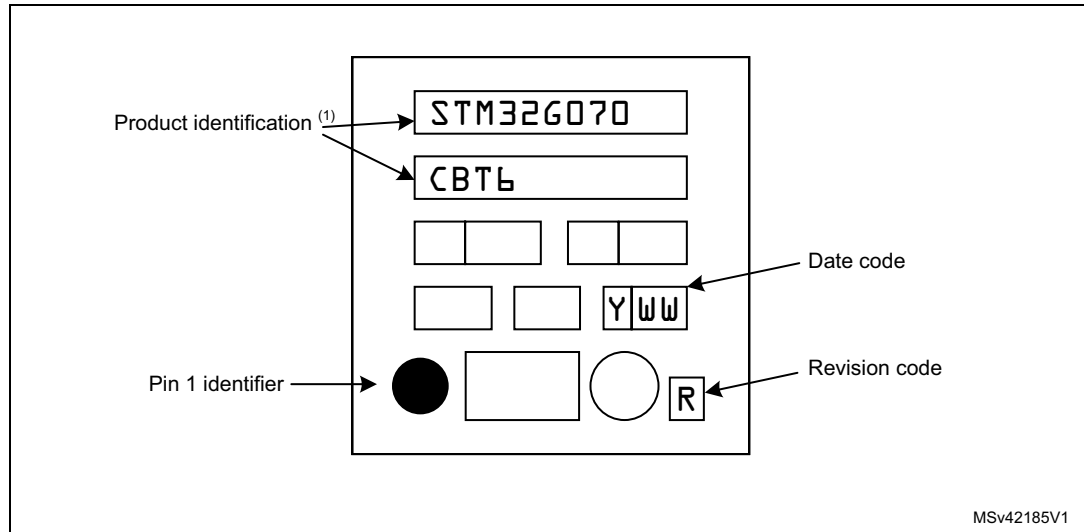 STM32G070
Product identification (1)
CBT6
Date code
Y WW
Revision code
Pin 1 identifier
R
MSv42185V1